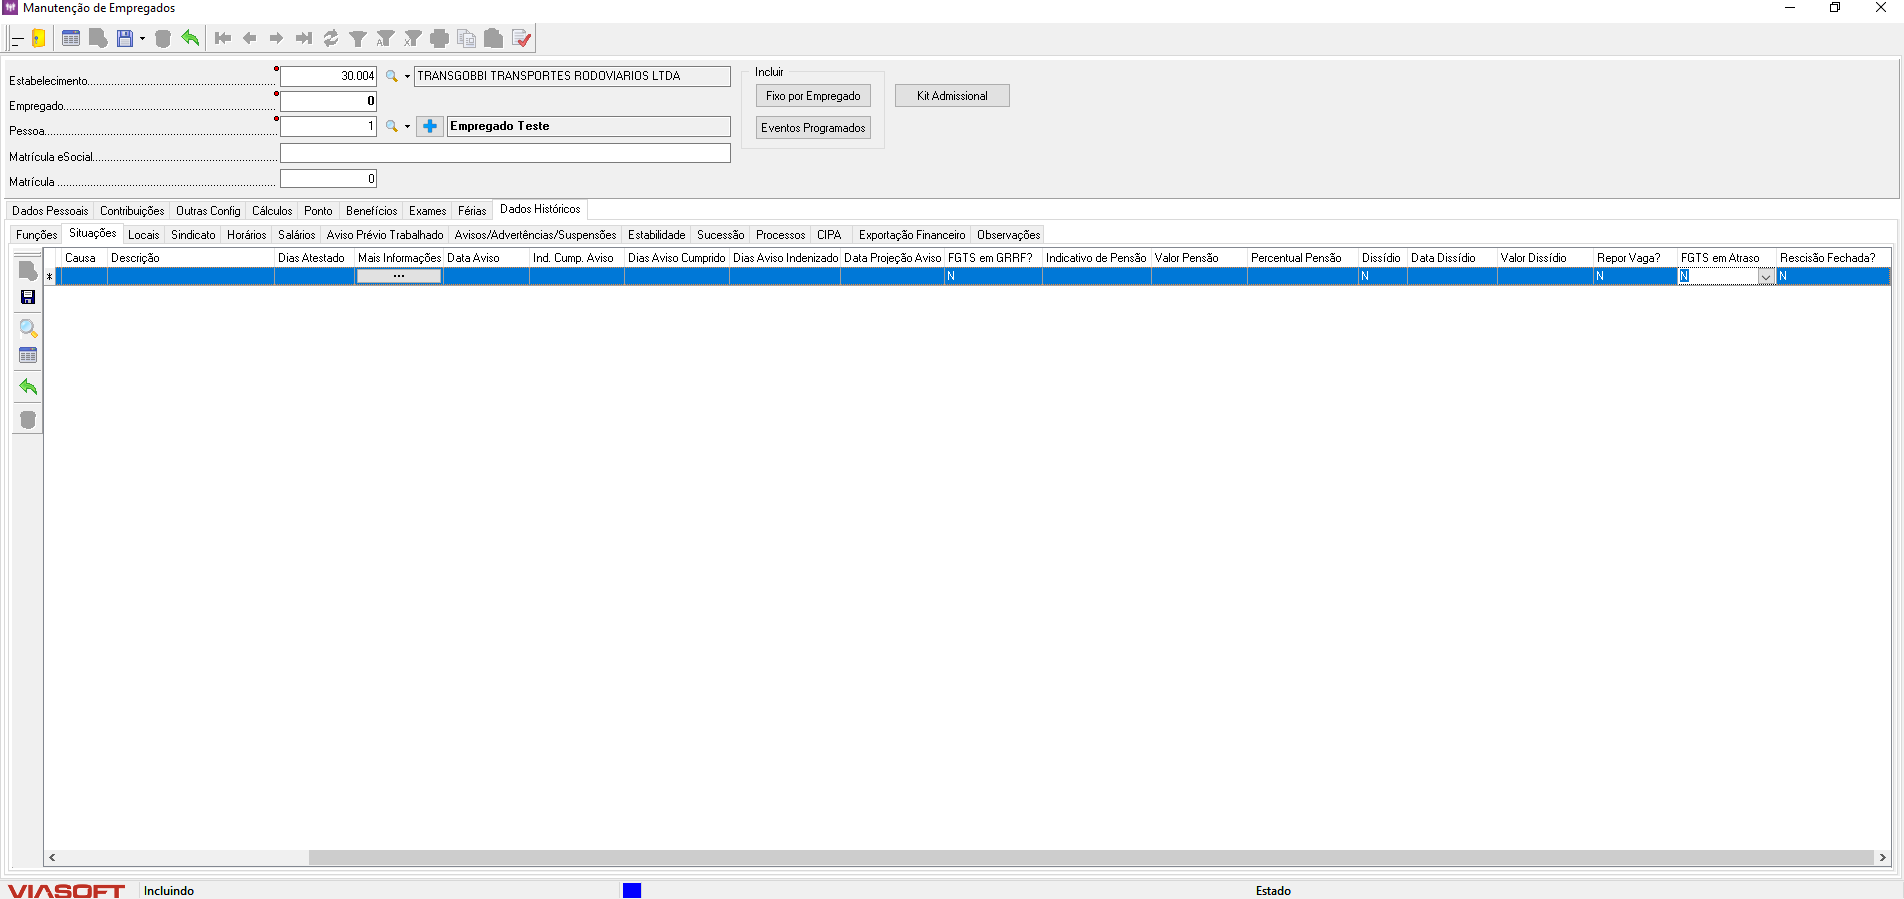 Manutenção de Empregados
Estabelecimento 30.004 TRANSGOBBI TRANSPORTES RODOVIARIOS LTDA
Empregado 0
Pessoa 1 Empregado Teste
Matrícula eSocial
Matrícula 0
Incluir
Fixo por Empregado
Eventos Programados
Kit Admissional
Dados Pessoais Contribuições Outras Config Cálculos Ponto Benefícios Exames Férias Dados Históricos
Funções Situações Locais Sindicato Horários Salários Aviso Prévio Trabalhado Avisos/Advertências/Suspensões Estabilidade Sucessão Processos CIPA Exportação Financeiro Observações
Causa Descrição Dias Atestado Mais Informações Data Aviso Ind. Cump. Aviso Dias Aviso Cumprido Dias Aviso Indenizado Data Projeção Aviso FGTS em GRRF? Indicativo de Pensão Valor Pensão Percentual Pensão Dissídio Data Dissídio Valor Dissídio Repor Vaga? FGTS em Atraso Rescisão Fechada?
* ... N N N N N
VIASOFT Incluindo Estado